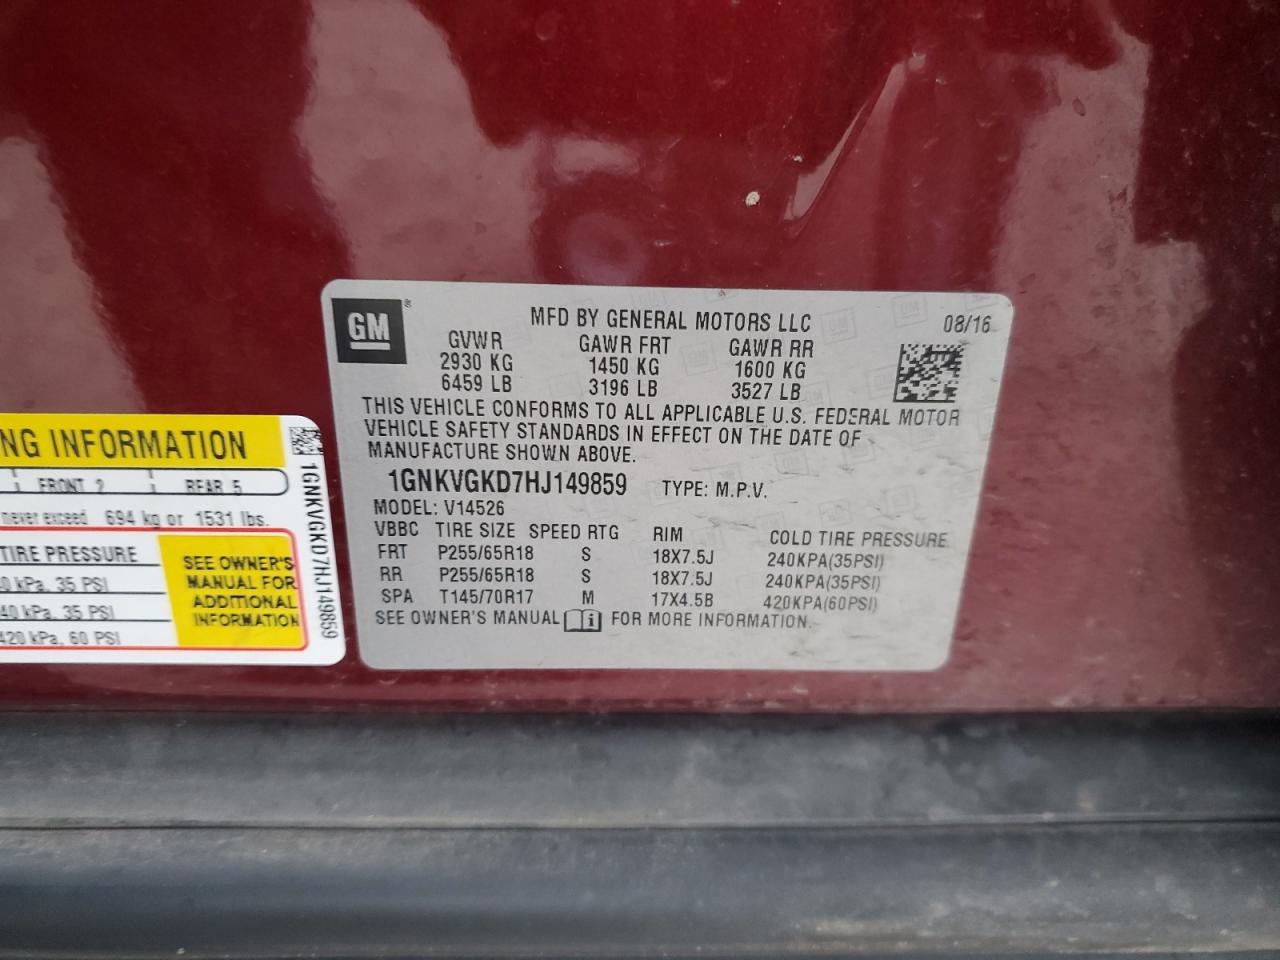 GM ®
MFD BY GENERAL MOTORS LLC
08/16
GVWR GAWR FRT GAWR RR
2930 KG 1450 KG 1600 KG
6459 LB 3196 LB 3527 LB
THIS VEHICLE CONFORMS TO ALL APPLICABLE U.S. FEDERAL MOTOR
VEHICLE SAFETY STANDARDS IN EFFECT ON THE DATE OF
MANUFACTURE SHOWN ABOVE.
1GNKVGKD7HJ149859 TYPE: M.P.V.
MODEL: V14526
VBBC TIRE SIZE SPEED RTG RIM COLD TIRE PRESSURE
FRT P255/65R18 S 18X7.5J 240KPA(35PSI)
RR P255/65R18 S 18X7.5J 240KPA(35PSI)
SPA T145/70R17 M 17X4.5B 420KPA(60PSI)
SEE OWNER'S MANUAL i FOR MORE INFORMATION.
NG INFORMATION
FRONT 2 REAR 5
never exceed 694 kg or 1531 lbs.
TIRE PRESSURE
0 kPa, 35 PSI
40 kPa, 35 PSI
420 kPa, 60 PSI
SEE OWNER'S
MANUAL FOR
ADDITIONAL
INFORMATION
1GNKVGKD7HJ149859